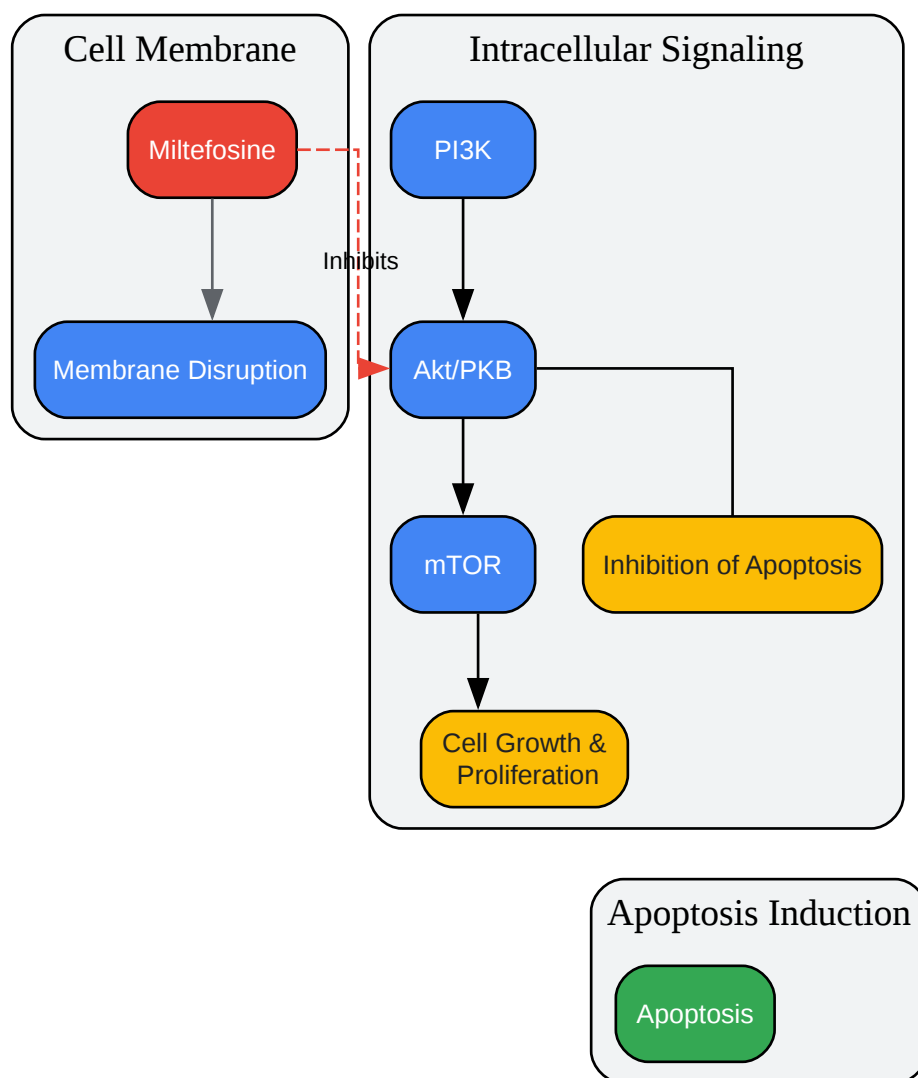 Cell Membrane
Intracellular Signaling
Miltefosine
PI3K
Inhibits
Membrane Disruption
Akt/PKB
mTOR
Inhibition of Apoptosis
Cell Growth &
Proliferation
Apoptosis Induction
Apoptosis